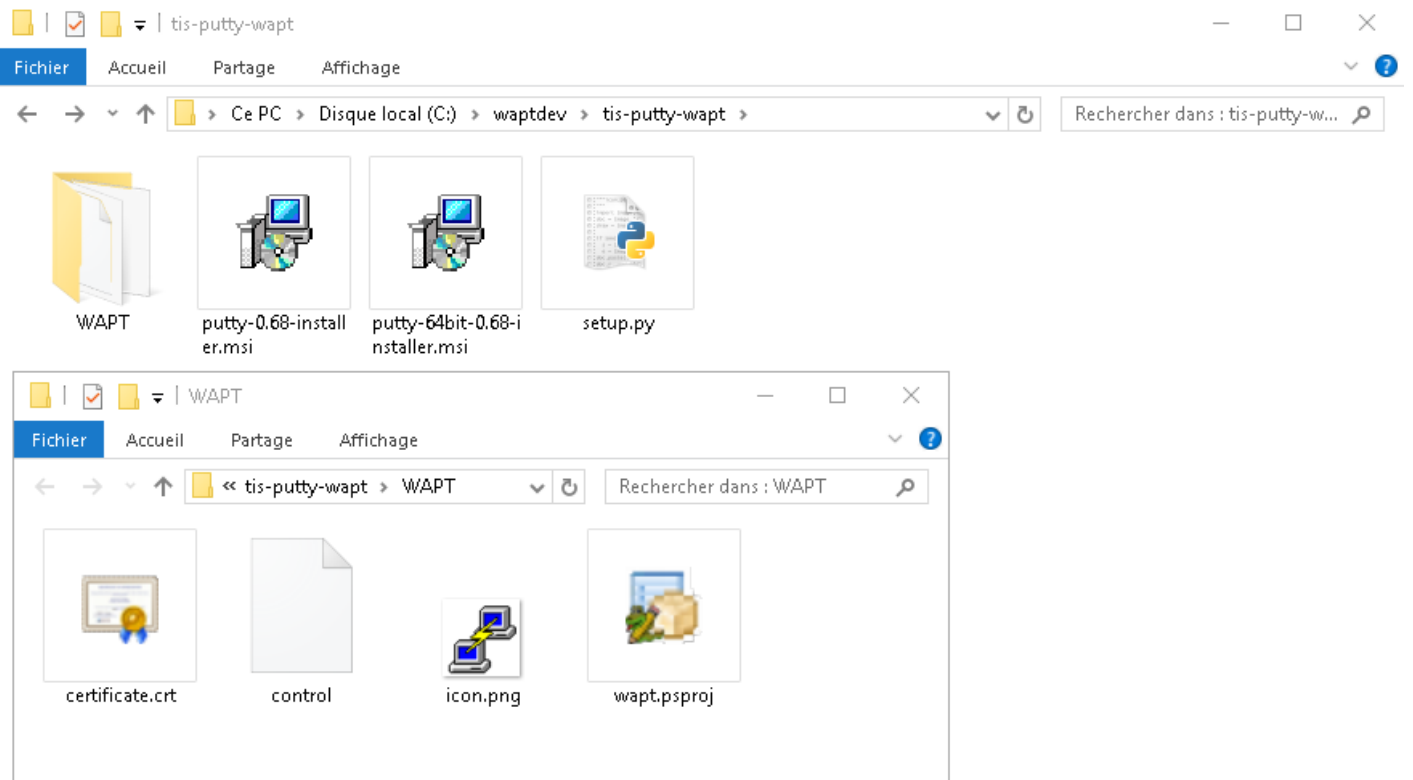 tis-putty-wapt
Fichier Accueil Partage Affichage
Ce PC > Disque local (C:) > waptdev > tis-putty-wapt >
Rechercher dans : tis-putty-w...
WAPT
putty-0.68-install
er.msi
putty-64bit-0.68-i
nstaller.msi
setup.py
WAPT
Fichier Accueil Partage Affichage
« tis-putty-wapt > WAPT
Rechercher dans : WAPT
certificate.crt
control
icon.png
wapt.psproj